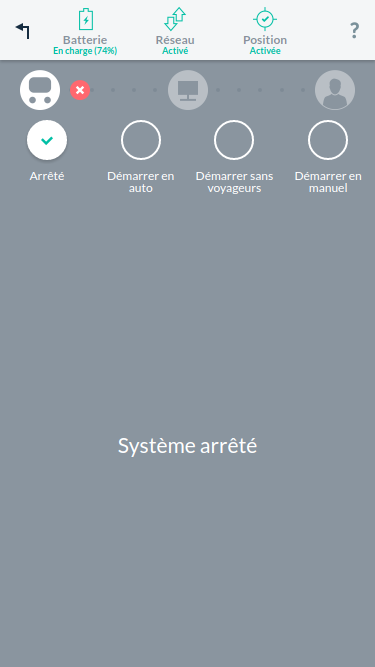 Batterie
En charge (74%)
Réseau
Activé
Position
Activée
?
Arrêté
Démarrer en
auto
Démarrer sans
voyageurs
Démarrer en
manuel
Système arrêté